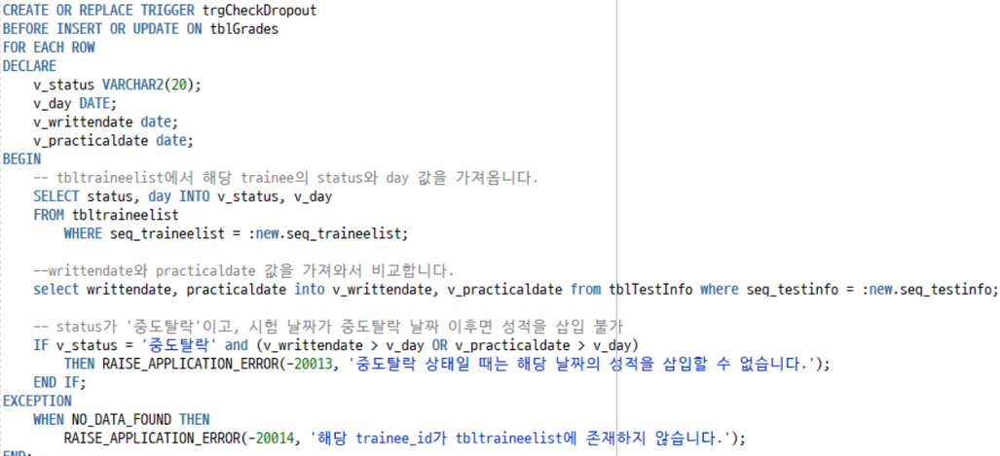 CREATE OR REPLACE TRIGGER trgCheckDropout
BEFORE INSERT OR UPDATE ON tblGrades
FOR EACH ROW
DECLARE
    v_status VARCHAR2(20);
    v_day DATE;
    v_writtendate date;
    v_practicaldate date;
BEGIN
    -- tbltraineelist에서 해당 trainee의 status와 day 값을 가져옵니다.
    SELECT status, day INTO v_status, v_day
    FROM tbltraineelist
        WHERE seq_traineelist = :new.seq_traineelist;

    --writtendate와 practicaldate 값을 가져와서 비교합니다.
    select writtendate, practicaldate into v_writtendate, v_practicaldate from tblTestInfo where seq_testinfo = :new.seq_testinfo;

    -- status가 '중도탈락'이고, 시험 날짜가 중도탈락 날짜 이후면 성적을 삽입 불가
    IF v_status = '중도탈락' and (v_writtendate > v_day OR v_practicaldate > v_day)
        THEN RAISE_APPLICATION_ERROR(-20013, '중도탈락 상태일 때는 해당 날짜의 성적을 삽입할 수 없습니다.');
    END IF;
EXCEPTION
    WHEN NO_DATA_FOUND THEN
        RAISE_APPLICATION_ERROR(-20014, '해당 trainee_id가 tbltraineelist에 존재하지 않습니다.');
END;